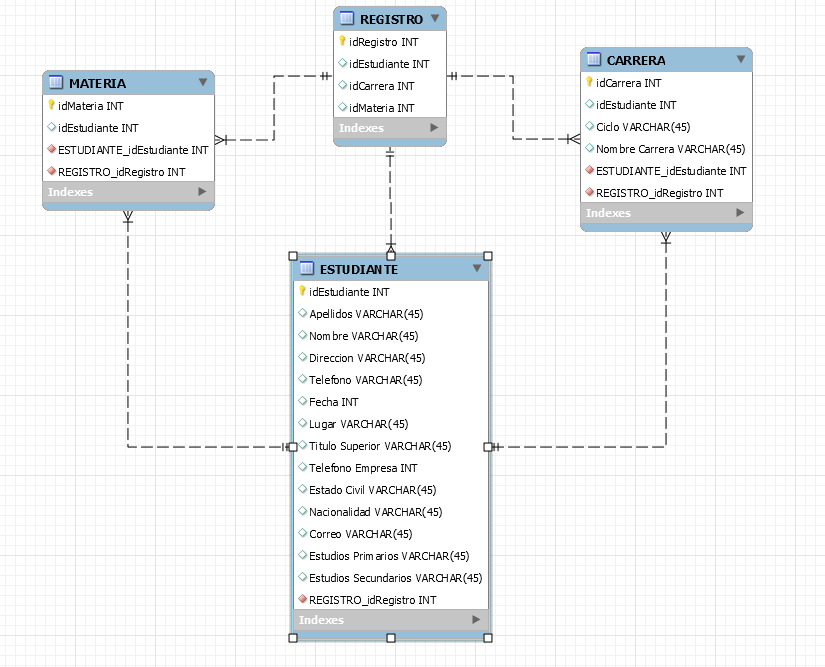 REGISTRO
idRegistro INT
idEstudiante INT
idCarrera INT
idMateria INT
Indexes
MATERIA
idMateria INT
idEstudiante INT
ESTUDIANTE_idEstudiante INT
REGISTRO_idRegistro INT
Indexes
CARRERA
idCarrera INT
idEstudiante INT
Ciclo VARCHAR(45)
Nombre Carrera VARCHAR(45)
ESTUDIANTE_idEstudiante INT
REGISTRO_idRegistro INT
Indexes
ESTUDIANTE
idEstudiante INT
Apellidos VARCHAR(45)
Nombre VARCHAR(45)
Direccion VARCHAR(45)
Telefono VARCHAR(45)
Fecha INT
Lugar VARCHAR(45)
Titulo Superior VARCHAR(45)
Telefono Empresa INT
Estado Civil VARCHAR(45)
Nacionalidad VARCHAR(45)
Correo VARCHAR(45)
Estudios Primarios VARCHAR(45)
Estudios Secundarios VARCHAR(45)
REGISTRO_idRegistro INT
Indexes